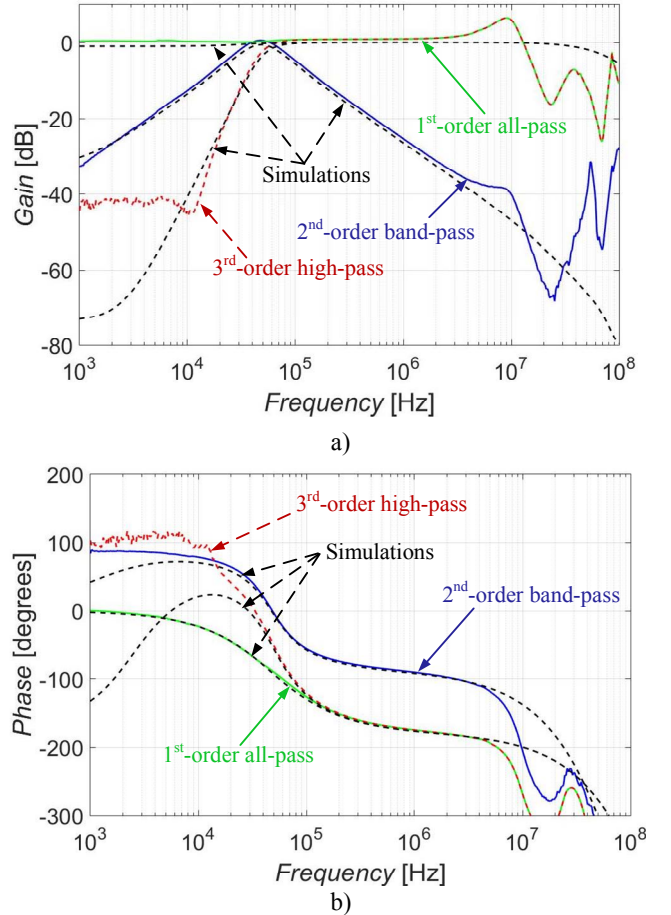 0
-20
-40
-60
-80
Gain [dB]
1st-order all-pass
Simulations
2nd-order band-pass
3rd-order high-pass
10^3 10^4 10^5 10^6 10^7 10^8
Frequency [Hz]
a)
200
100
0
-100
-200
-300
Phase [degrees]
3rd-order high-pass
Simulations
2nd-order band-pass
1st-order all-pass
10^3 10^4 10^5 10^6 10^7 10^8
Frequency [Hz]
b)